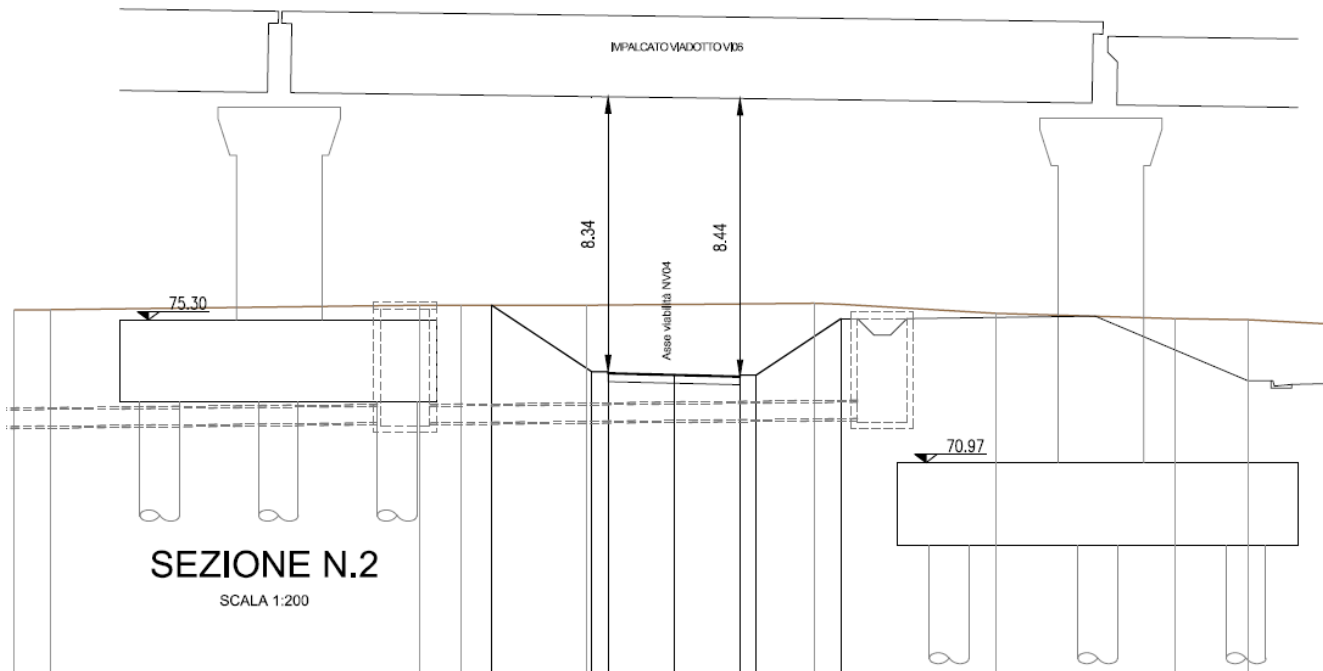 IMPALCATO VIADOTTO VI06
8.34
8.44
Asse viabilità NV04
75.30
70.97
SEZIONE N.2
SCALA 1:200